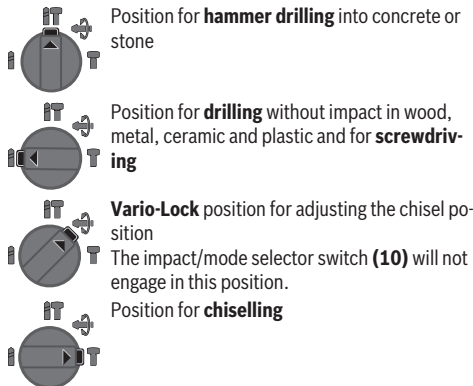 Position for hammer drilling into concrete or
stone
Position for drilling without impact in wood,
metal, ceramic and plastic and for screwdriv-
ing
Vario-Lock position for adjusting the chisel po-
sition
The impact/mode selector switch (10) will not
engage in this position.
Position for chiselling